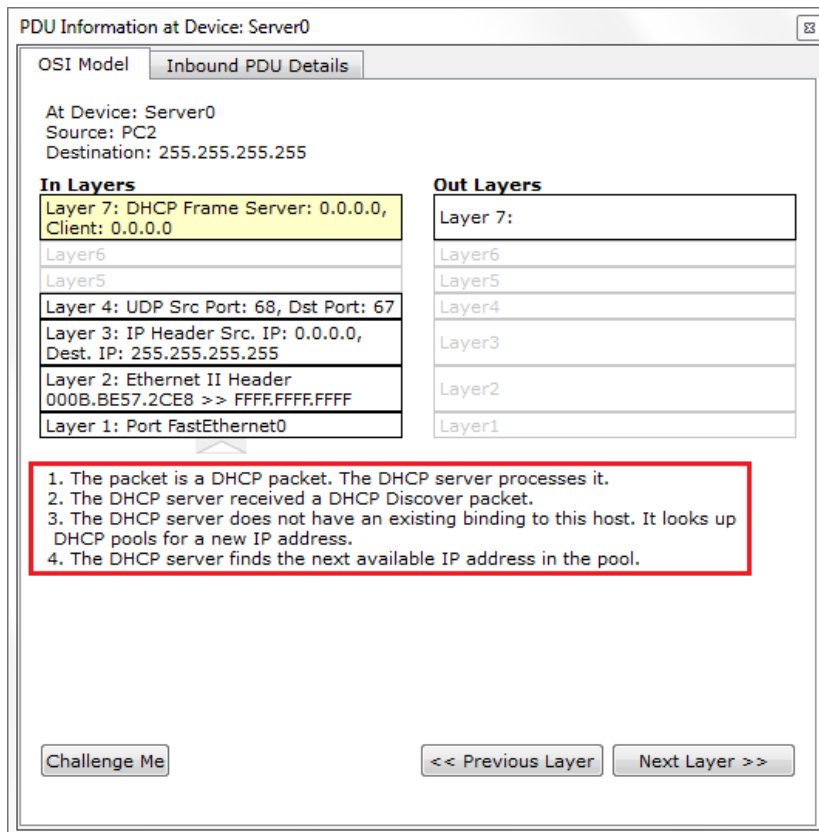 PDU Information at Device: Server0
OSI Model
Inbound PDU Details
At Device: Server0
Source: PC2
Destination: 255.255.255.255
In Layers
Layer 7: DHCP Frame Server: 0.0.0.0,
Client: 0.0.0.0
Layer6
Layer5
Layer 4: UDP Src Port: 68, Dst Port: 67
Layer 3: IP Header Src. IP: 0.0.0.0,
Dest. IP: 255.255.255.255
Layer 2: Ethernet II Header
000B.BE57.2CE8 >> FFFF.FFFF.FFFF
Layer 1: Port FastEthernet0
Out Layers
Layer 7:
Layer6
Layer5
Layer4
Layer3
Layer2
Layer1
1. The packet is a DHCP packet. The DHCP server processes it.
2. The DHCP server received a DHCP Discover packet.
3. The DHCP server does not have an existing binding to this host. It looks up
DHCP pools for a new IP address.
4. The DHCP server finds the next available IP address in the pool.
Challenge Me
<< Previous Layer
Next Layer >>